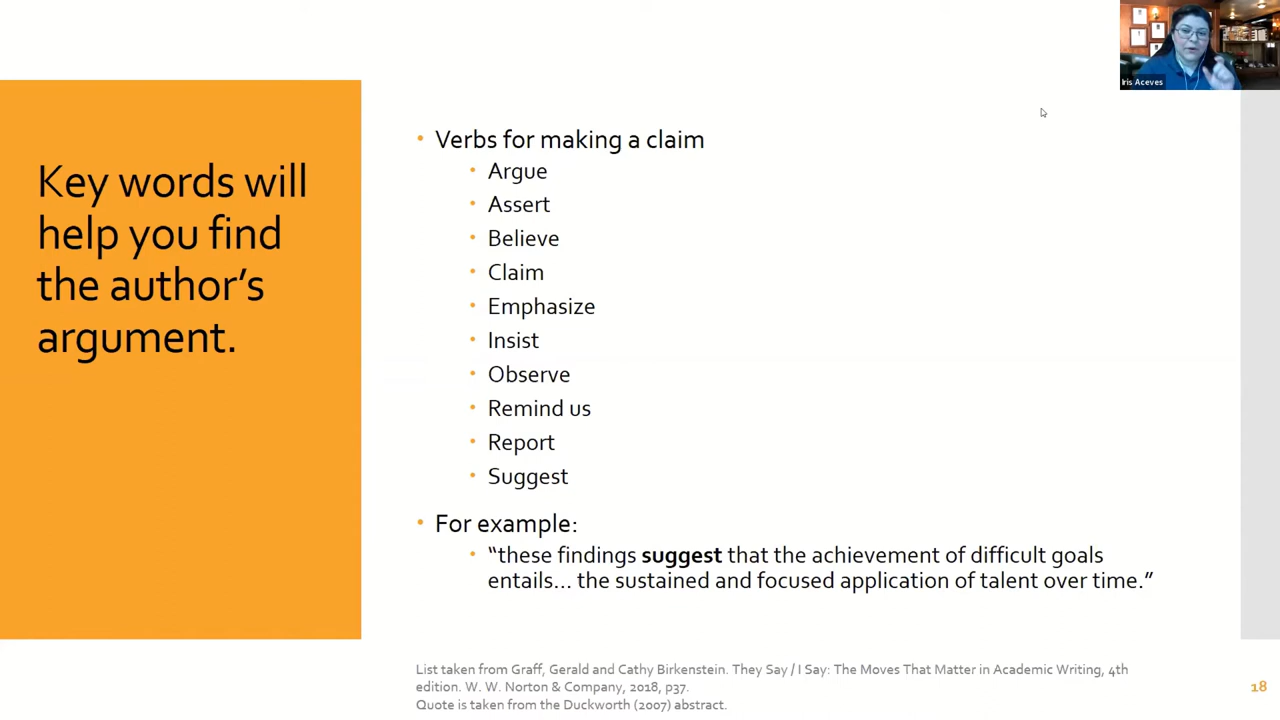 Iris Aceves
Key words will
help you find
the author’s
argument.
• Verbs for making a claim
• Argue
• Assert
• Believe
• Claim
• Emphasize
• Insist
• Observe
• Remind us
• Report
• Suggest
• For example:
• “these findings suggest that the achievement of difficult goals
entails... the sustained and focused application of talent over time.”
List taken from Graff, Gerald and Cathy Birkenstein. They Say / I Say: The Moves That Matter in Academic Writing, 4th
edition. W. W. Norton & Company, 2018, p37.
Quote is taken from the Duckworth (2007) abstract.
18